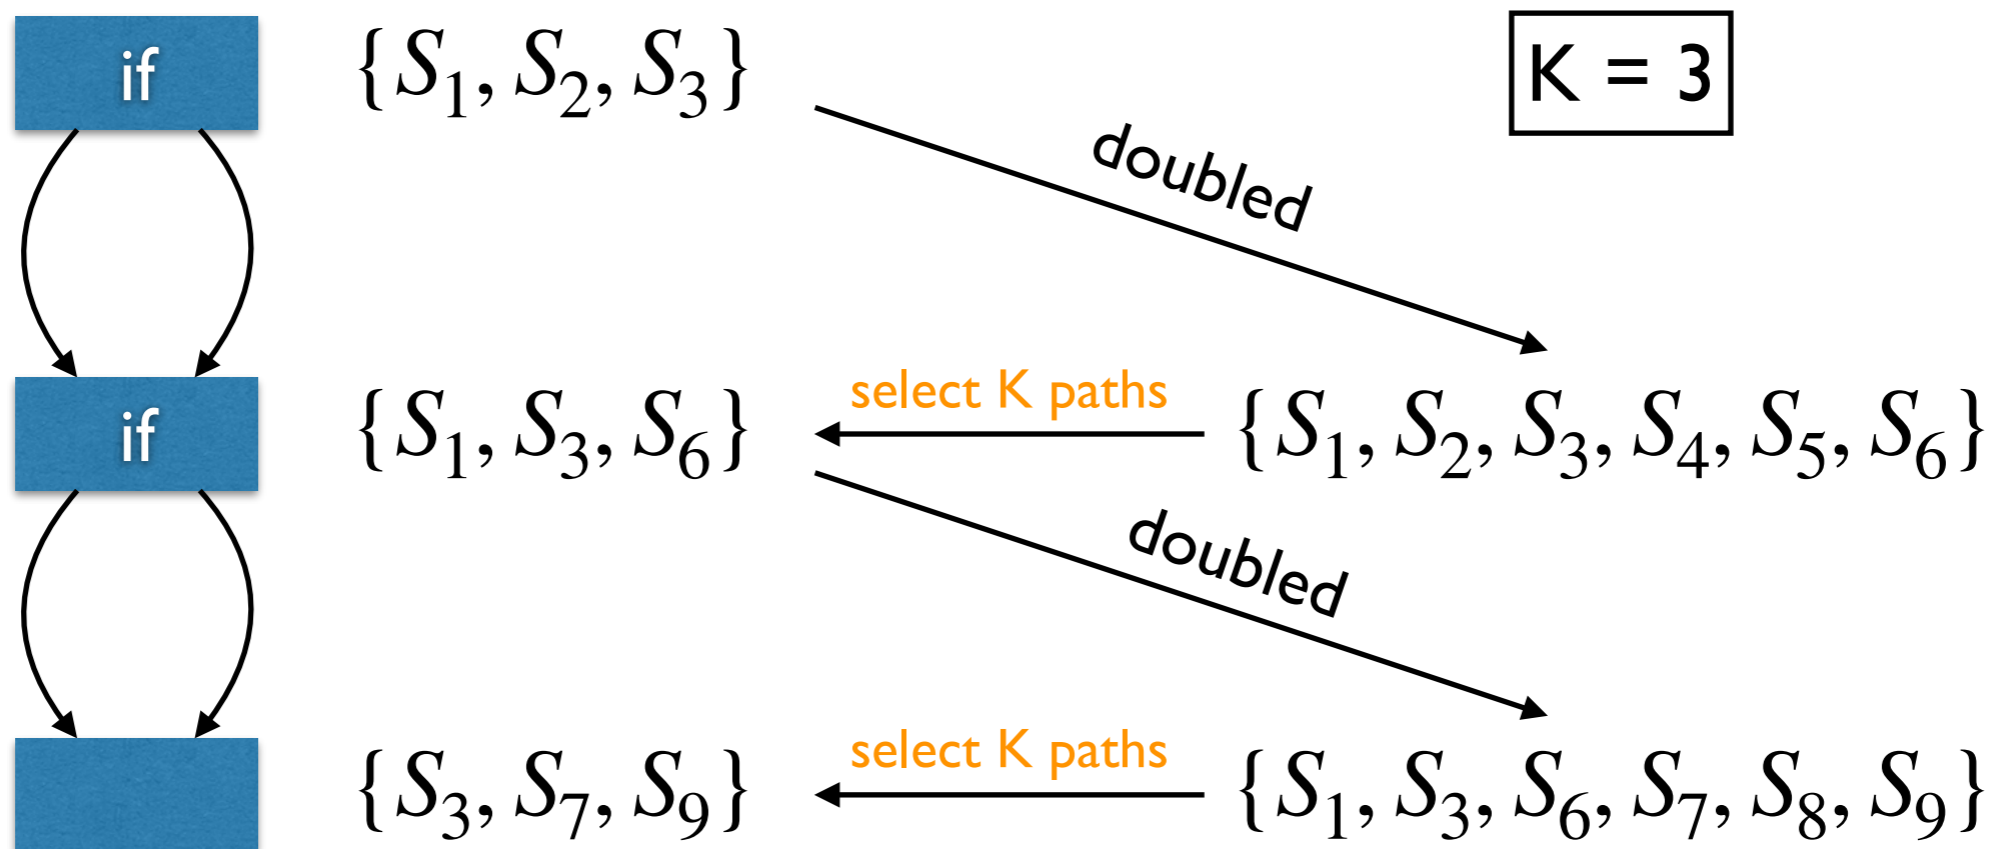 if {S₁, S₂, S₃} K = 3
doubled
select K paths
if {S₁, S₃, S₆} {S₁, S₂, S₃, S₄, S₅, S₆}
doubled
select K paths
{S₃, S₇, S₉} {S₁, S₃, S₆, S₇, S₈, S₉}